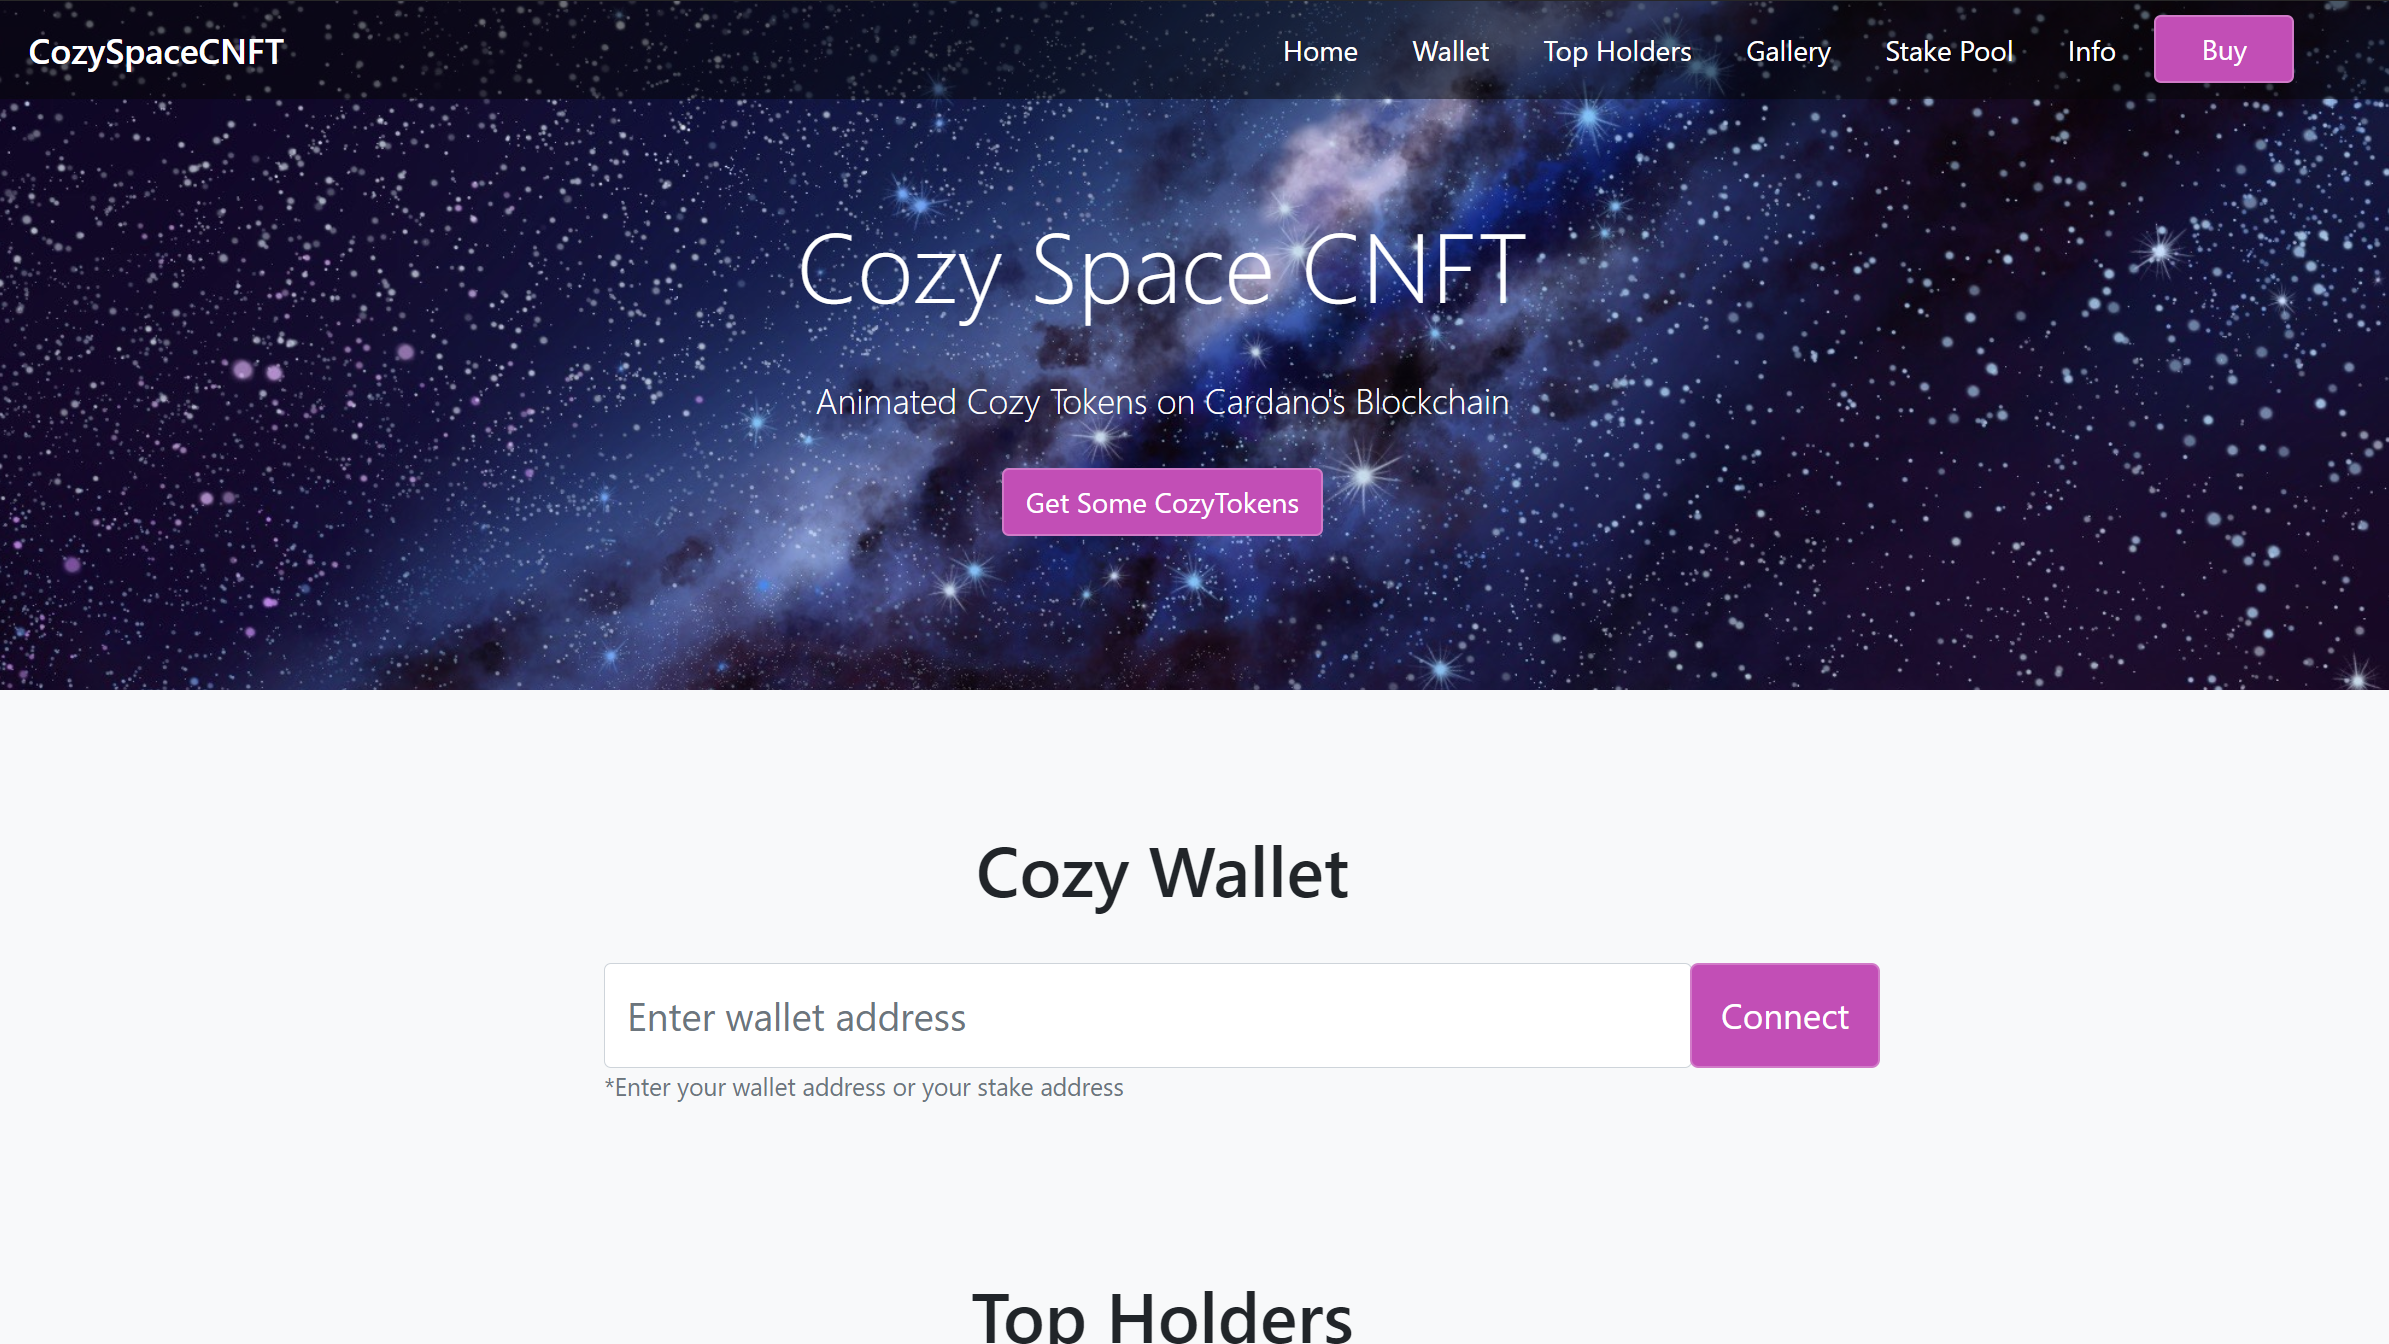 CozySpaceCNFT
Home Wallet Top Holders Gallery Stake Pool Info Buy
Cozy Space CNFT
Animated Cozy Tokens on Cardano's Blockchain
Get Some CozyTokens
Cozy Wallet
Enter wallet address Connect
*Enter your wallet address or your stake address
Top Holders